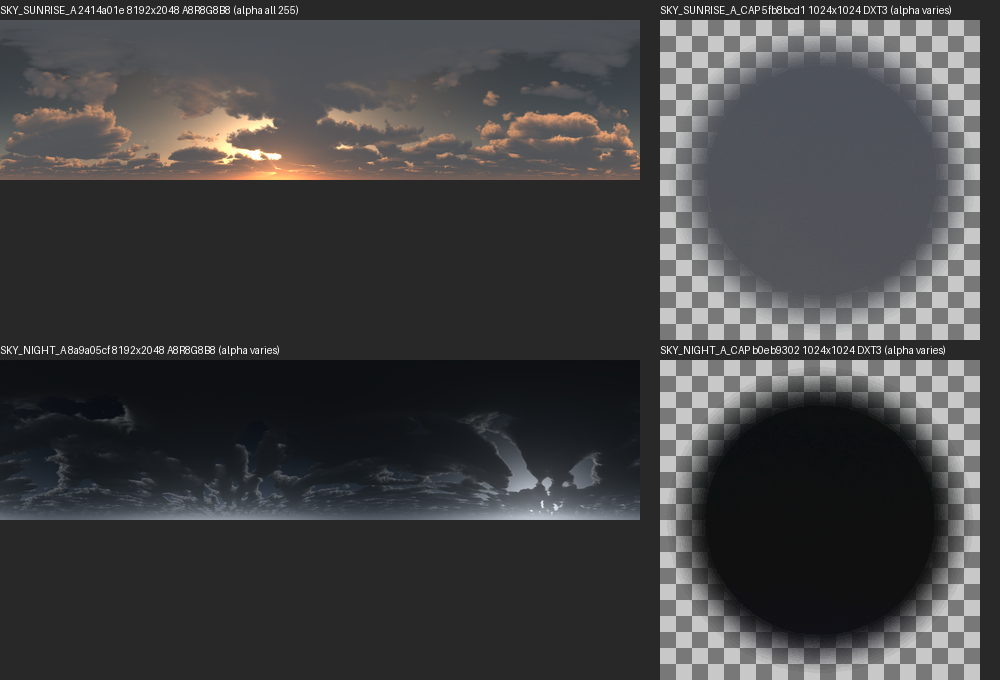 SKY_SUNRISE_A 2414a01e 8192x2048 A8R8G8B8 (alpha all 255)
SKY_SUNRISE_A_CAP 5fb8bcd1 1024x1024 DXT3 (alpha varies)
SKY_NIGHT_A 8a9a05cf 8192x2048 A8R8G8B8 (alpha varies)
SKY_NIGHT_A_CAP b0eb9302 1024x1024 DXT3 (alpha varies)